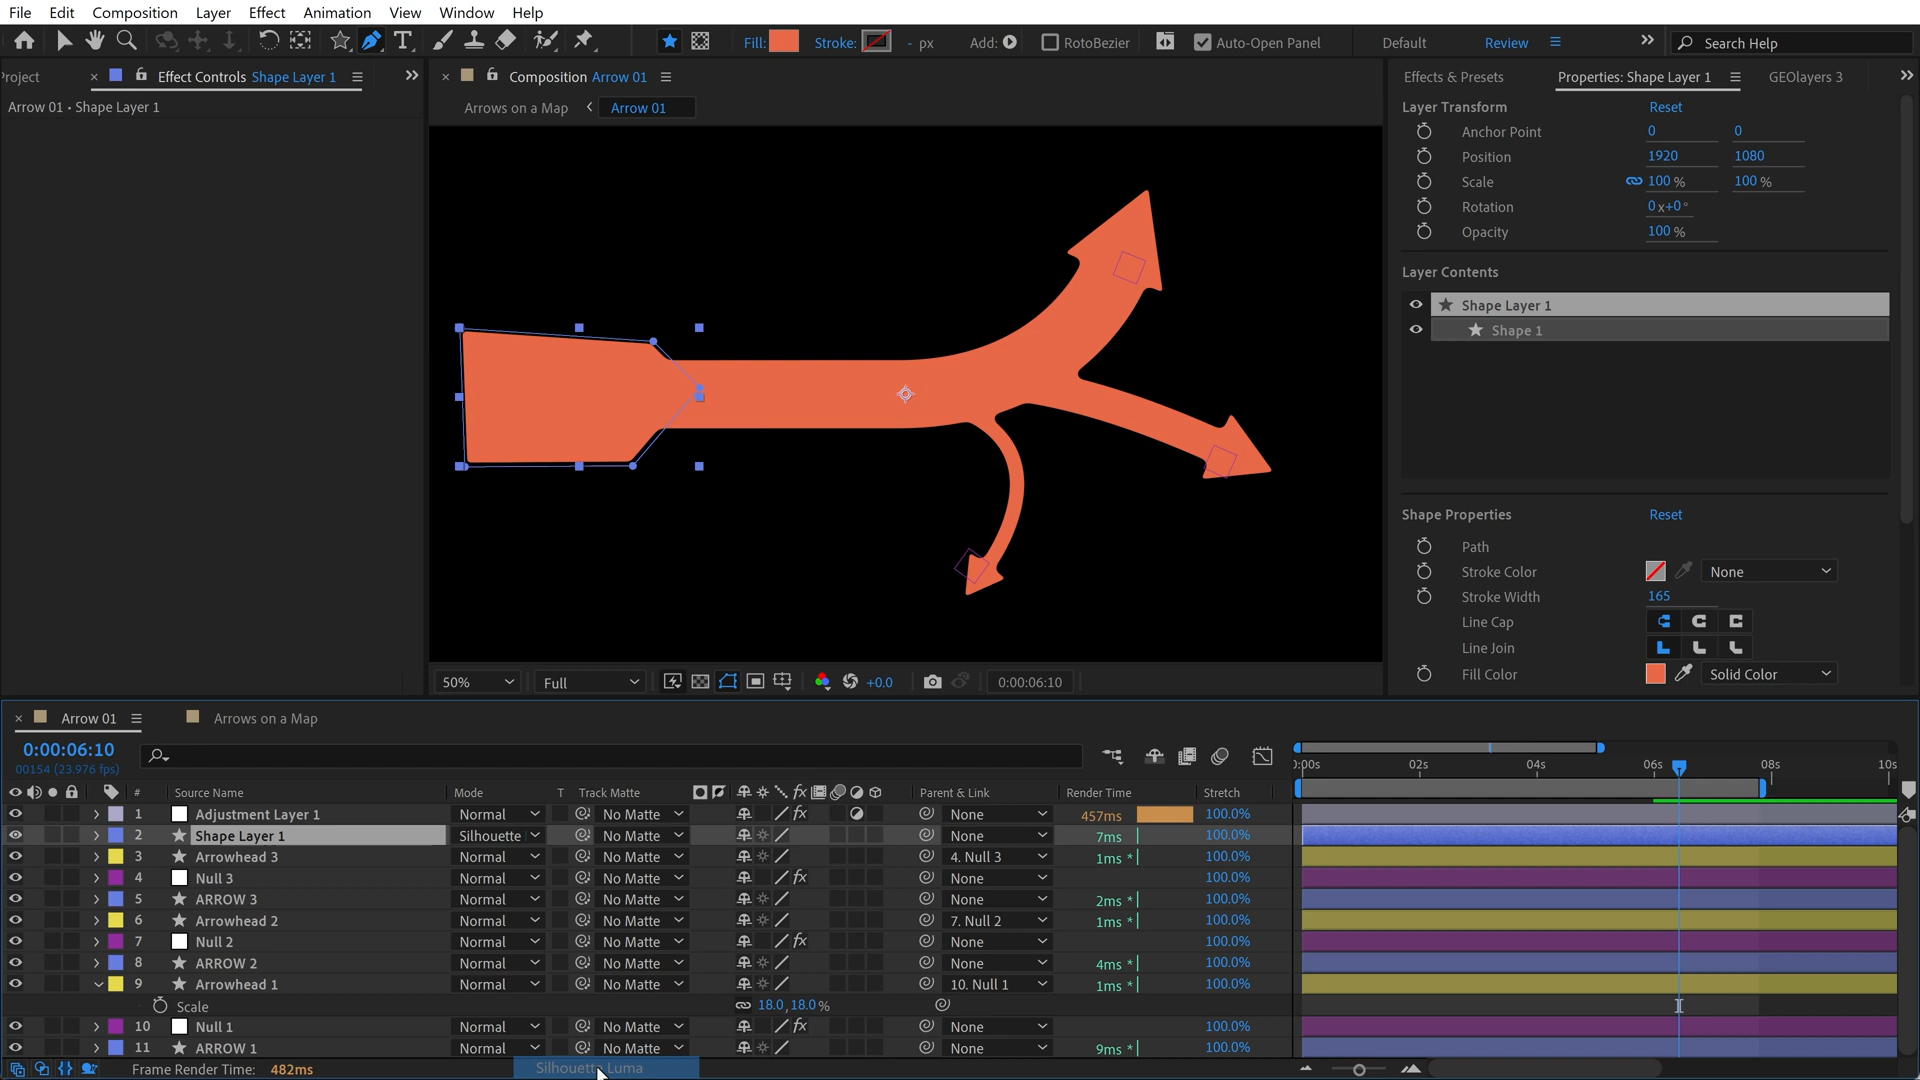 File Edit Composition Layer Effect Animation View Window Help
Fill: Stroke: - px Add: RotoBezier Auto-Open Panel Default Review Search Help
roject Effect Controls Shape Layer 1
Arrow 01 • Shape Layer 1
Composition Arrow 01
Arrows on a Map Arrow 01
50% Full +0.0 0:00:06:10
Effects & Presets Properties: Shape Layer 1 GEOlayers 3
Layer Transform Reset
Anchor Point 0 0
Position 1920 1080
Scale 100 % 100 %
Rotation 0 x+0 °
Opacity 100 %
Layer Contents
Shape Layer 1
Shape 1
Shape Properties Reset
Path
Stroke Color None
Stroke Width 165
Line Cap
Line Join
Fill Color Solid Color
Arrow 01 Arrows on a Map
0:00:06:10
00154 (23.976 fps)
:00s 02s 04s 06s 08s 10s
# Source Name Mode T Track Matte fx Parent & Link Render Time Stretch
1 Adjustment Layer 1 Normal No Matte fx None 457ms 100.0%
2 Shape Layer 1 Silhouette No Matte None 7ms 100.0%
3 Arrowhead 3 Normal No Matte 4. Null 3 1ms * 100.0%
4 Null 3 Normal No Matte fx None 100.0%
5 ARROW 3 Normal No Matte None 2ms * 100.0%
6 Arrowhead 2 Normal No Matte 7. Null 2 1ms * 100.0%
7 Null 2 Normal No Matte fx None 100.0%
8 ARROW 2 Normal No Matte None 4ms * 100.0%
9 Arrowhead 1 Normal No Matte 10. Null 1 1ms * 100.0%
Scale 18.0,18.0 %
10 Null 1 Normal No Matte fx None 100.0%
11 ARROW 1 Normal No Matte None 9ms * 100.0%
Frame Render Time: 482ms Silhouette Luma